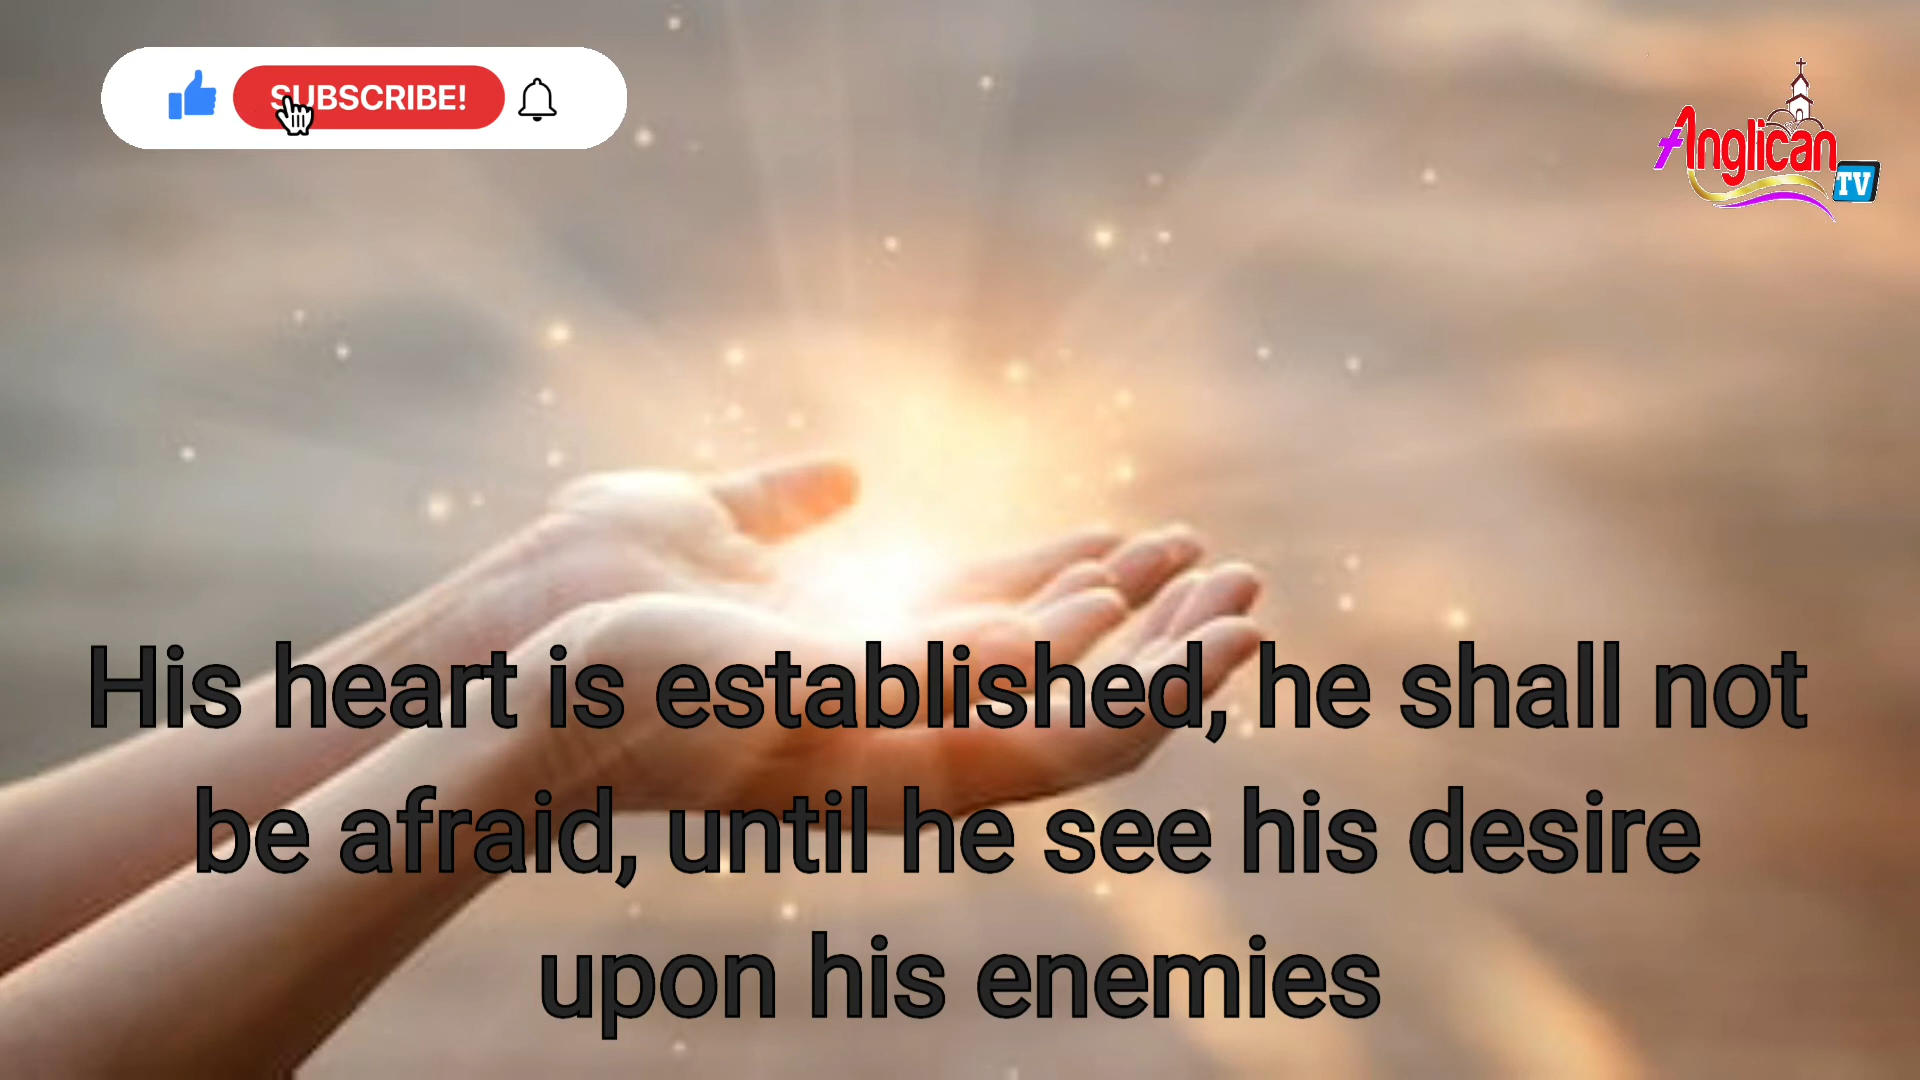 SUBSCRIBE!
Anglican
TV
His heart is established, he shall not
be afraid, until he see his desire
upon his enemies